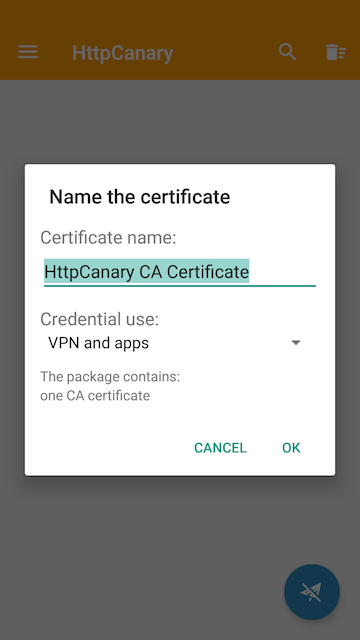 HttpCanary
Name the certificate
Certificate name:
HttpCanary CA Certificate
Credential use:
VPN and apps
The package contains:
one CA certificate
CANCEL OK